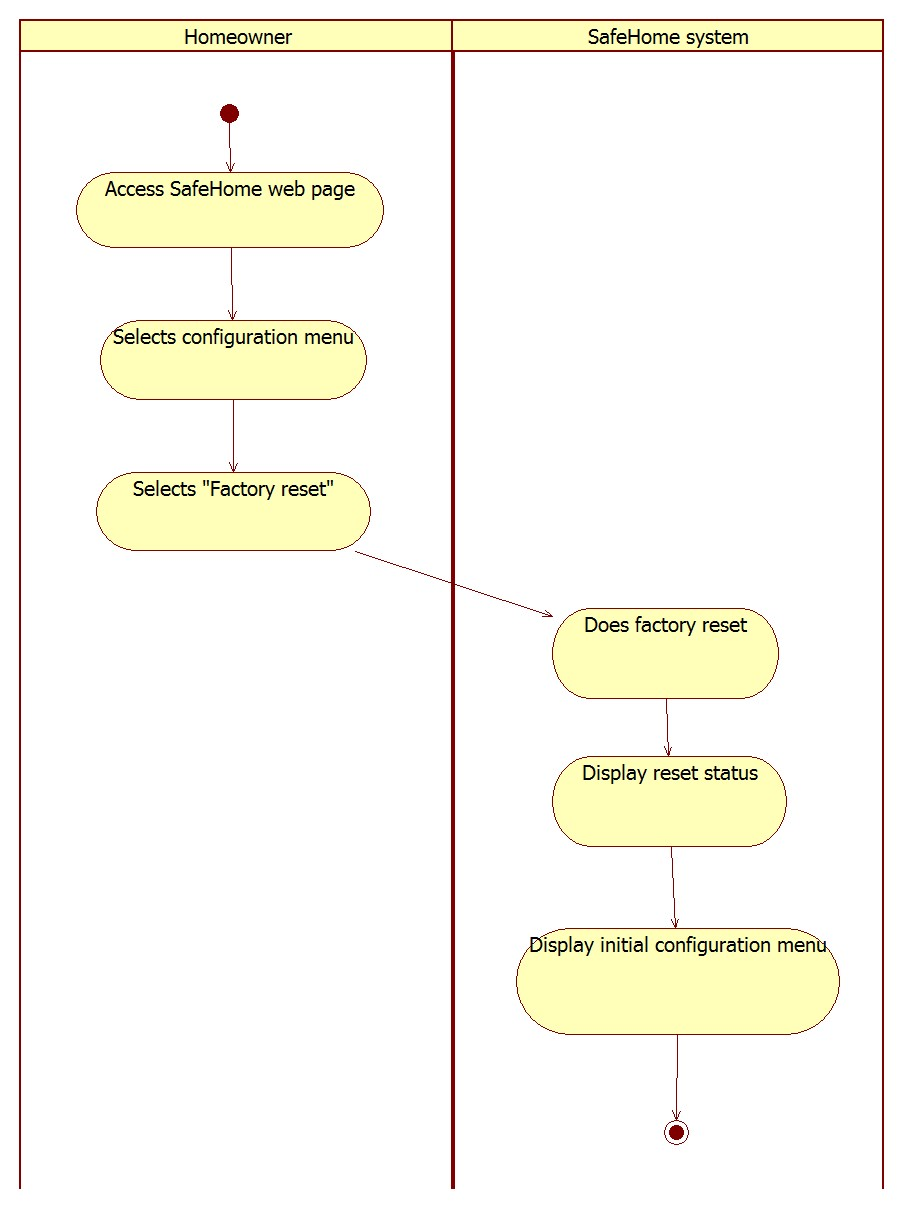 Homeowner
SafeHome system
Access SafeHome web page
Selects configuration menu
Selects "Factory reset"
Does factory reset
Display reset status
Display initial configuration menu